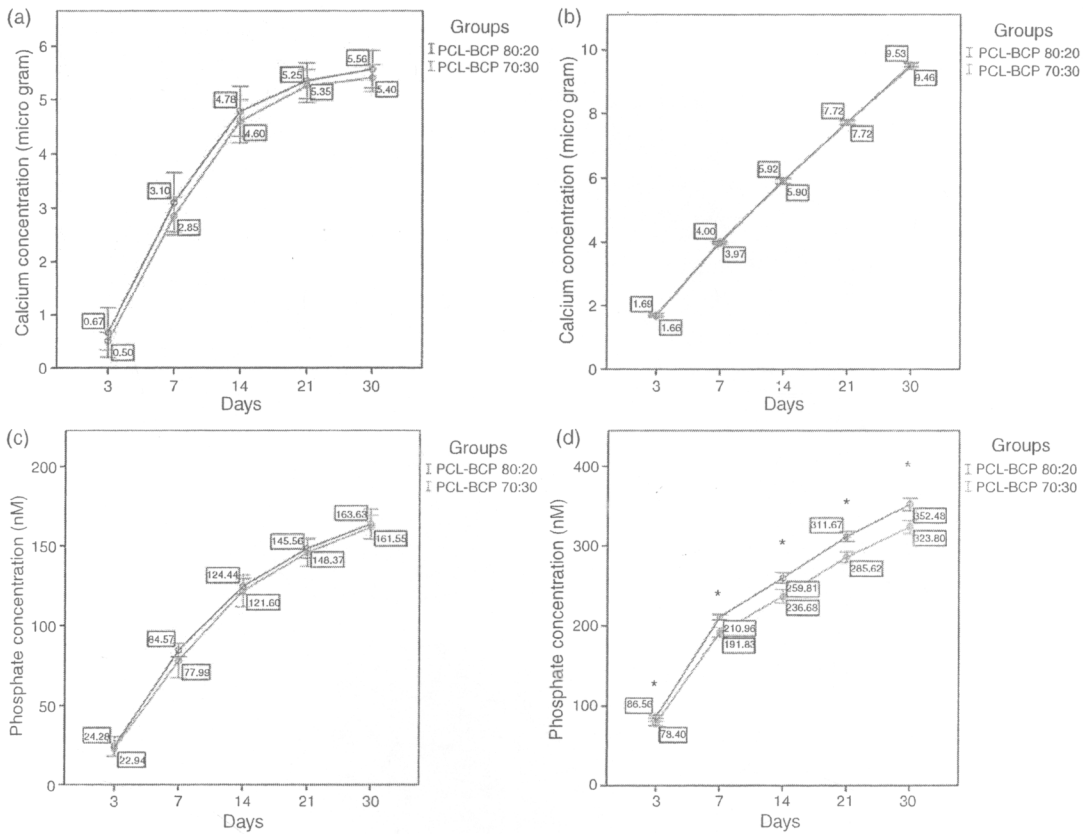 (a)
Groups
PCL-BCP 80:20
PCL-BCP 70:30
Calcium concentration (micro gram)
6
5
4
3
2
1
0
0.67
0.50
3.10
2.85
4.78
4.60
5.25
5.35
5.56
5.40
3 7 14 21 30
Days
(b)
Groups
PCL-BCP 80:20
PCL-BCP 70:30
Calcium concentration (micro gram)
10
8
6
4
2
0
1.69
1.66
4.00
3.97
5.92
5.90
7.72
7.72
9.53
9.46
3 7 14 21 30
Days
(c)
Groups
PCL-BCP 80:20
PCL-BCP 70:30
Phosphate concentration (nM)
200
150
100
50
0
24.28
22.94
84.57
77.99
124.44
121.60
145.56
148.37
163.63
161.55
3 7 14 21 30
Days
(d)
Groups
PCL-BCP 80:20
PCL-BCP 70:30
Phosphate concentration (nM)
400
300
200
100
0
*
*
*
*
*
86.56
78.40
210.96
191.83
259.81
236.68
311.67
285.62
352.48
323.80
3 7 14 21 30
Days